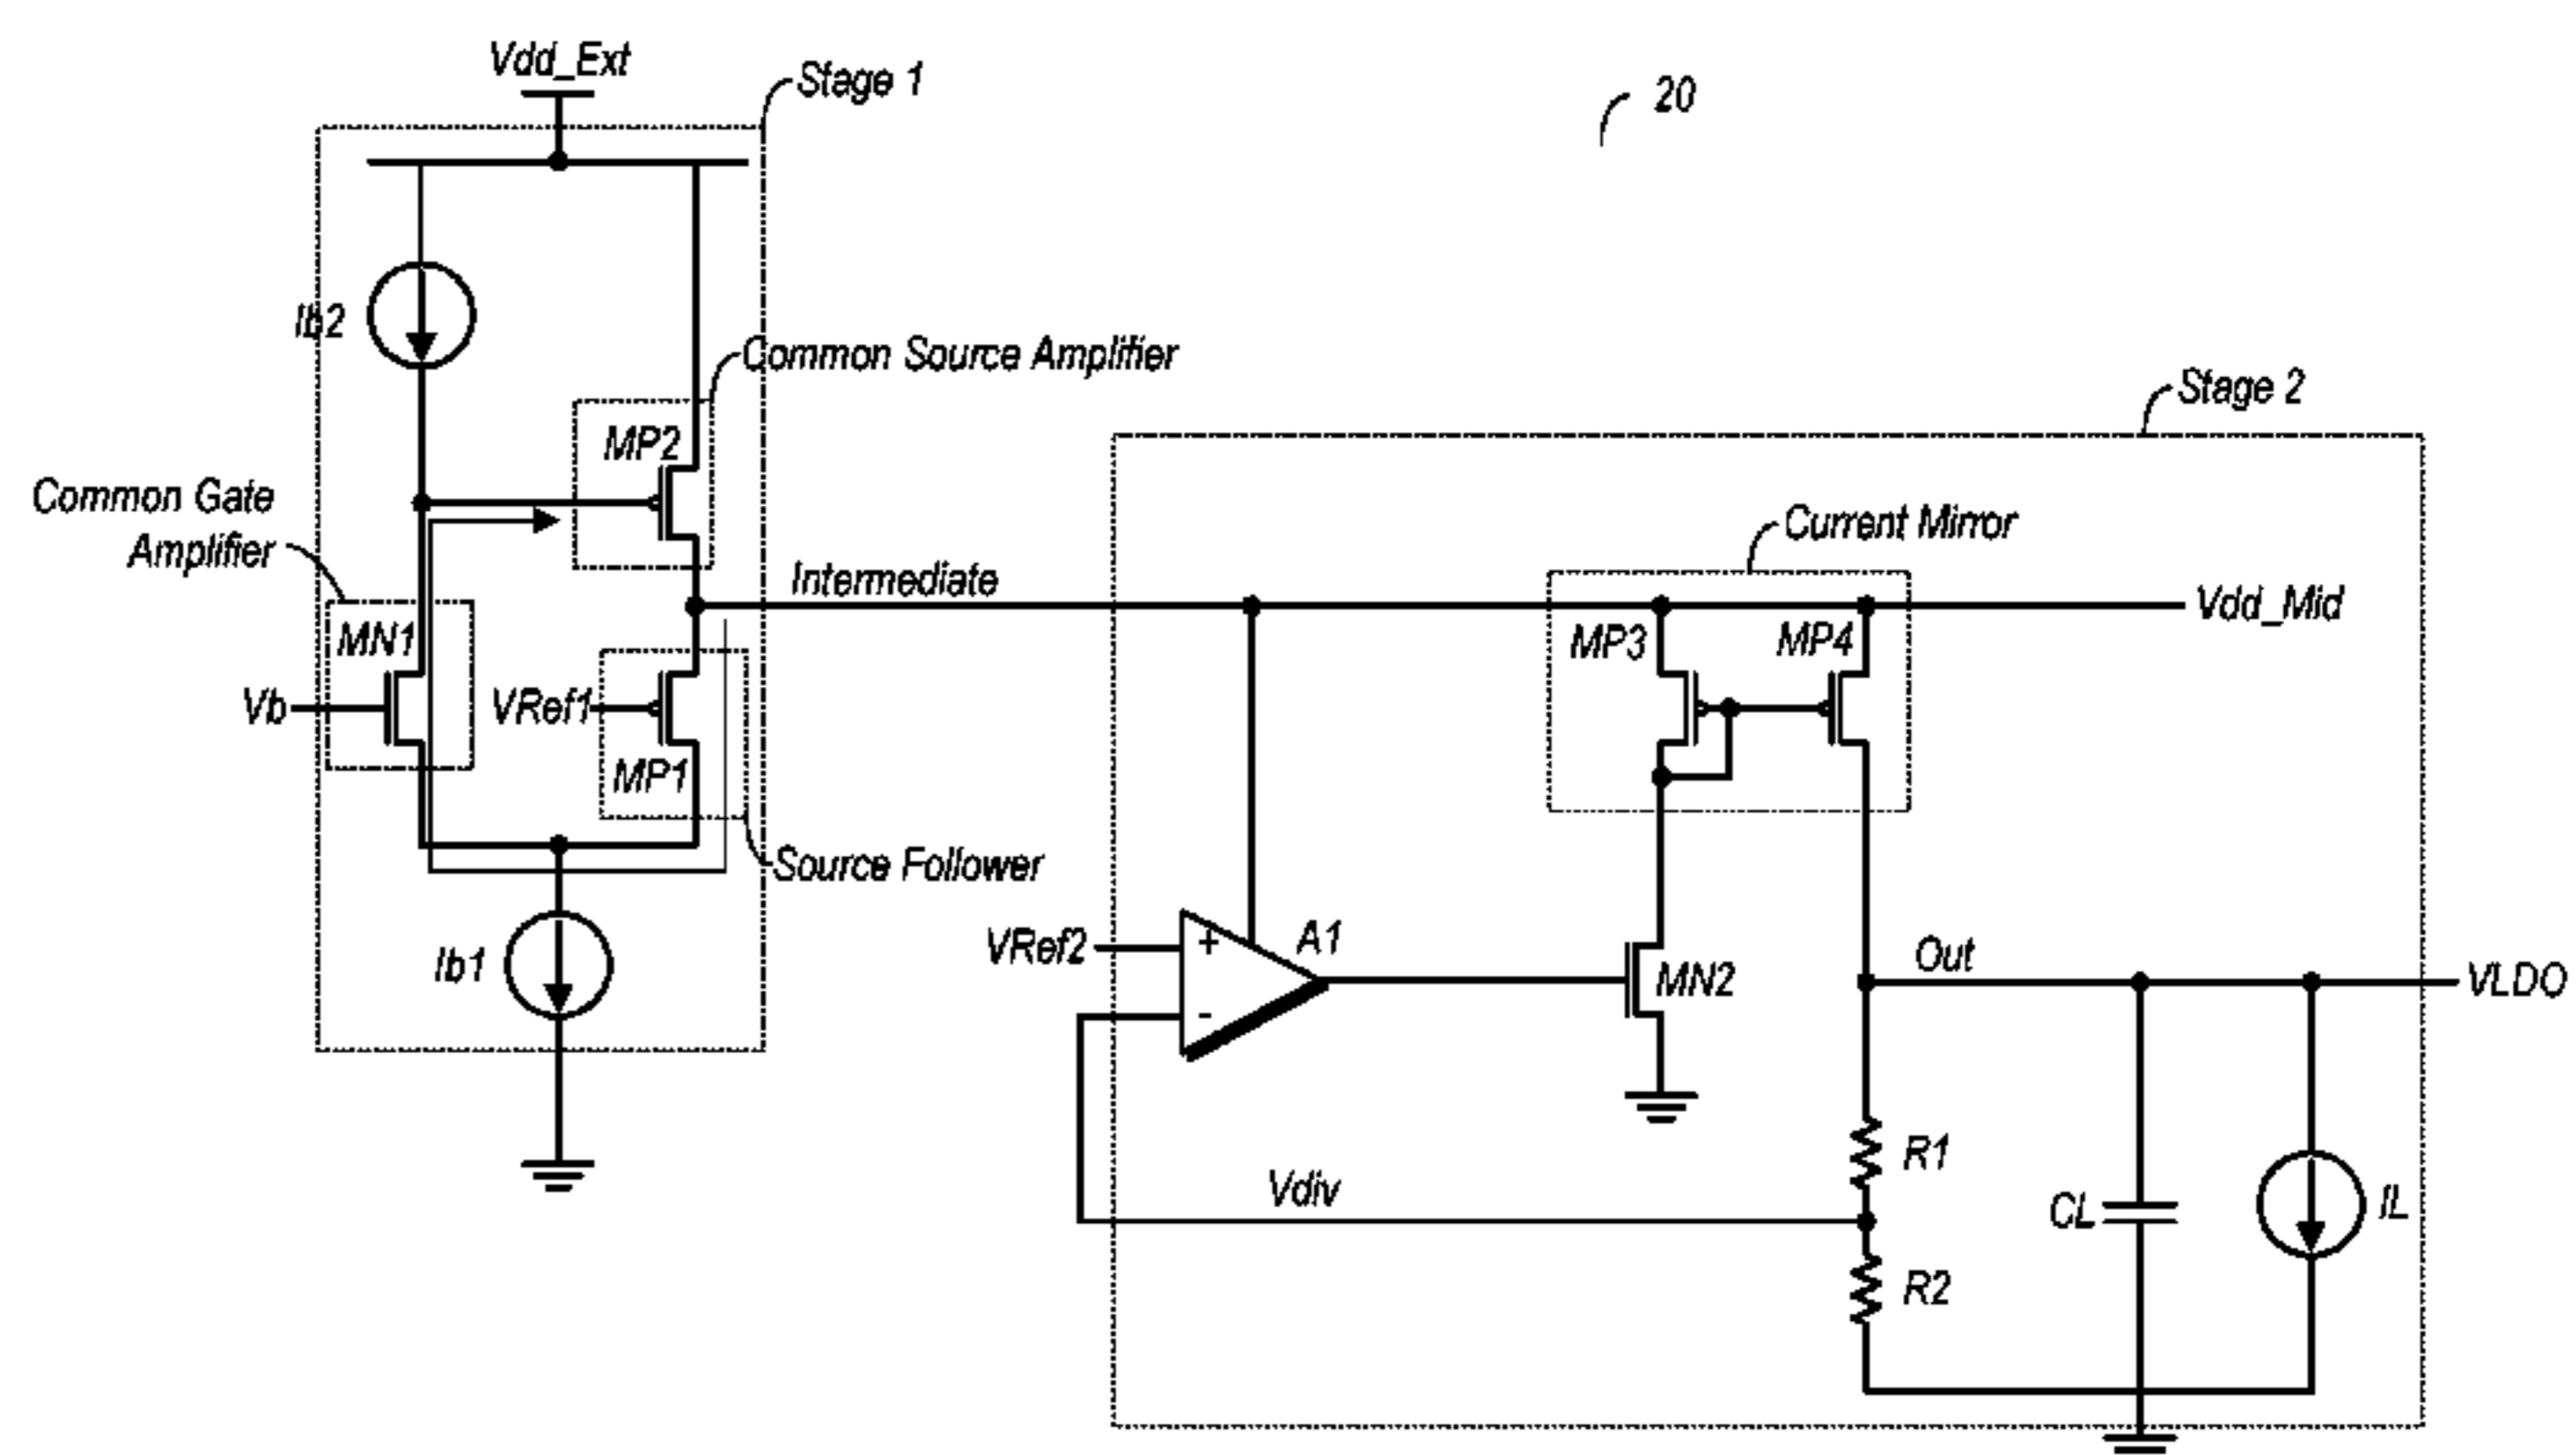 Vdd_Ext
Stage 1
20
Ib2
Common Source Amplifier
Stage 2
MP2
Common Gate
Amplifier
Current Mirror
Intermediate
Vdd_Mid
MN1
MP3
MP4
Vb
VRef1
MP1
Source Follower
Ib1
VRef2
+
-
A1
MN2
Out
VLDO
R1
Vdiv
CL
IL
R2